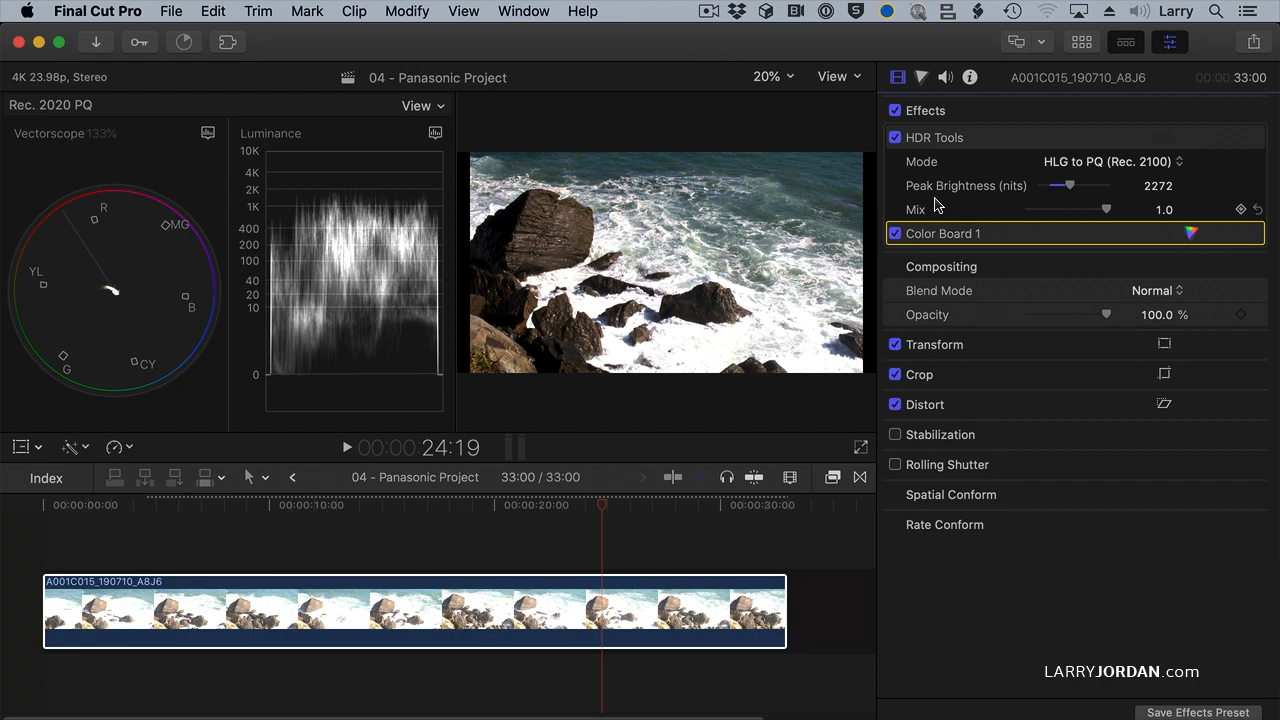 Final Cut Pro File Edit Trim Mark Clip Modify View Window Help Larry
4K 23.98p, Stereo 04 - Panasonic Project 20% View A001C015_190710_A8J6 00:00:33:00
Rec. 2020 PQ View
Vectorscope 133% Luminance
R
MG
YL
B
G
CY
10K
4K
2K
1K
400
200
100
40
20
10
0
Effects
HDR Tools
Mode HLG to PQ (Rec. 2100)
Peak Brightness (nits) 2272
Mix 1.0
Color Board 1
Compositing
Blend Mode Normal
Opacity 100.0 %
Transform
Crop
Distort
Stabilization
Rolling Shutter
Spatial Conform
Rate Conform
00:00:24:19
Index 04 - Panasonic Project 33:00 / 33:00
00:00:00:00 00:00:10:00 00:00:20:00 00:00:30:00
A001C015_190710_A8J6
LARRYJORDAN.com
Save Effects Preset